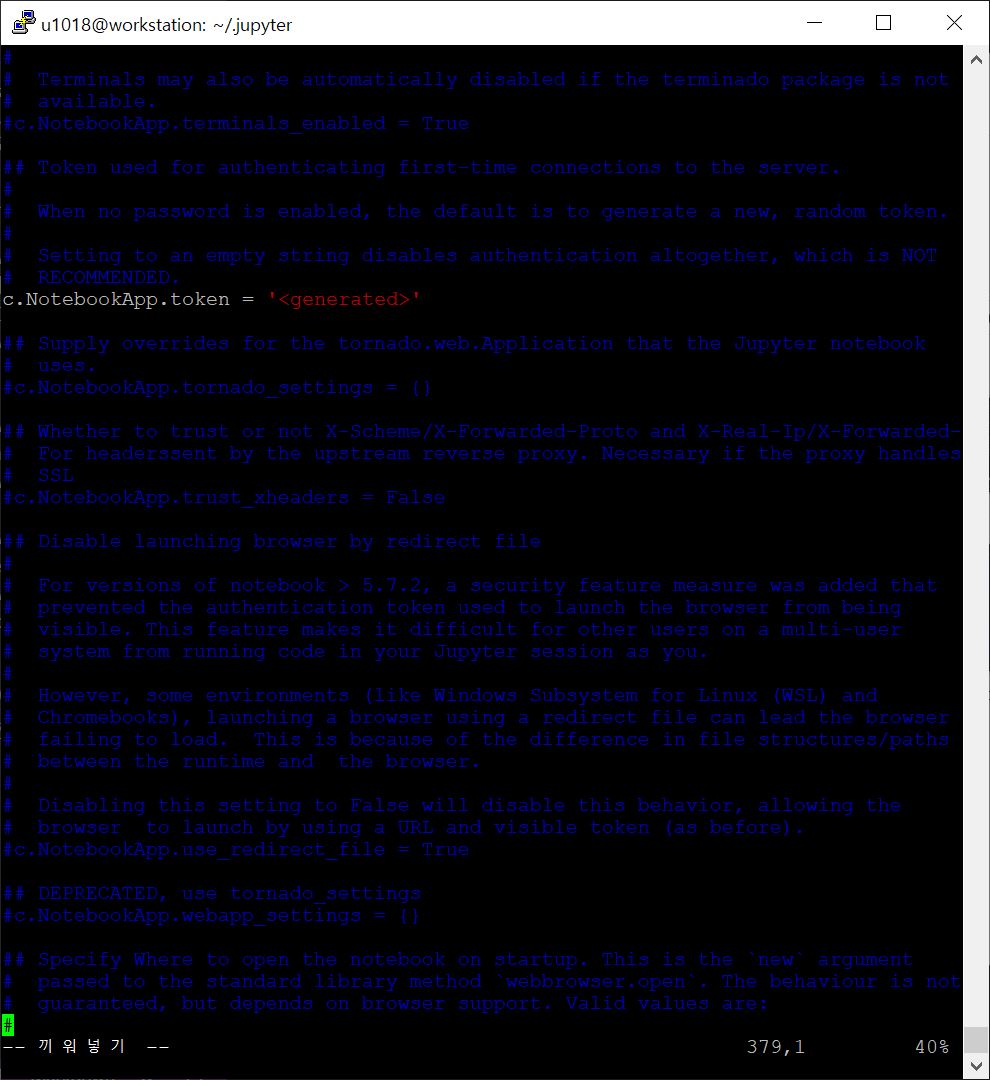 u1018@workstation: ~/.jupyter
#
#  Terminals may also be automatically disabled if the terminado package is not
#  available.
#c.NotebookApp.terminals_enabled = True
## Token used for authenticating first-time connections to the server.
#
#  When no password is enabled, the default is to generate a new, random token.
#
#  Setting to an empty string disables authentication altogether, which is NOT
#  RECOMMENDED.
c.NotebookApp.token = '<generated>'
## Supply overrides for the tornado.web.Application that the Jupyter notebook
#  uses.
#c.NotebookApp.tornado_settings = {}
## Whether to trust or not X-Scheme/X-Forwarded-Proto and X-Real-Ip/X-Forwarded-
#  For headerssent by the upstream reverse proxy. Necessary if the proxy handles
#  SSL
#c.NotebookApp.trust_xheaders = False
## Disable launching browser by redirect file
#
#  For versions of notebook > 5.7.2, a security feature measure was added that
#  prevented the authentication token used to launch the browser from being
#  visible. This feature makes it difficult for other users on a multi-user
#  system from running code in your Jupyter session as you.
#
#  However, some environments (like Windows Subsystem for Linux (WSL) and
#  Chromebooks), launching a browser using a redirect file can lead the browser
#  failing to load.  This is because of the difference in file structures/paths
#  between the runtime and  the browser.
#
#  Disabling this setting to False will disable this behavior, allowing the
#  browser  to launch by using a URL and visible token (as before).
#c.NotebookApp.use_redirect_file = True
## DEPRECATED, use tornado_settings
#c.NotebookApp.webapp_settings = {}
## Specify Where to open the notebook on startup. This is the `new` argument
#  passed to the standard library method `webbrowser.open`. The behaviour is not
#  guaranteed, but depends on browser support. Valid values are:
#
-- 끼워넣기 -- 379,1 40%